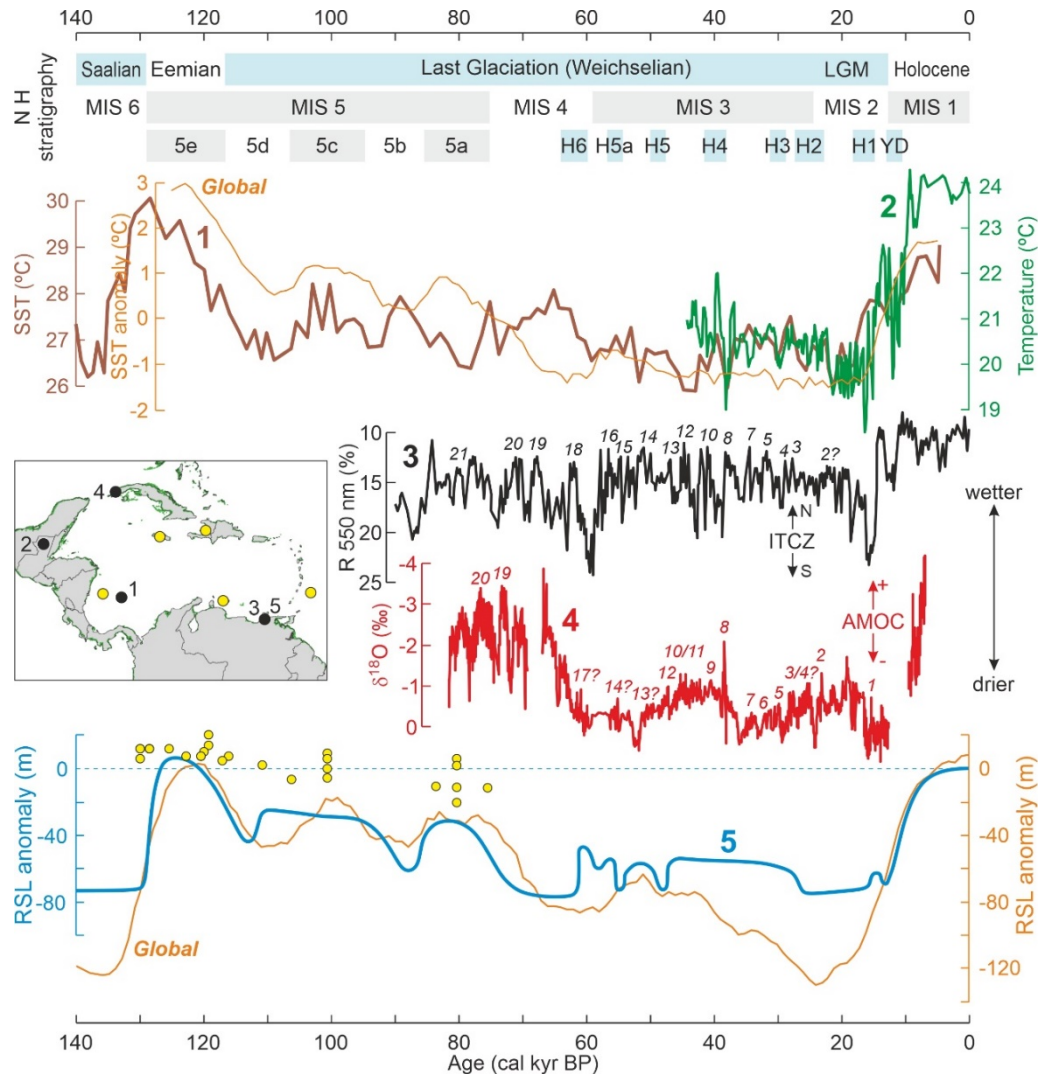 140 120 100 80 60 40 20 0
N H
stratigraphy
Saalian Eemian Last Glaciation (Weichselian) LGM Holocene
MIS 6 MIS 5 MIS 4 MIS 3 MIS 2 MIS 1
5e 5d 5c 5b 5a H6 H5a H5 H4 H3 H2 H1 YD
Global
1
2
SST (ºC)
30
29
28
27
26
SST anomaly (ºC)
3
2
1
0
-1
-2
Temperature (ºC)
24
23
22
21
20
19
R 550 nm (%)
10
15
20
25
3
21 20 19 18 16 15 14 13 12 10 8 7 5 4 3 2?
N
ITCZ
S
wetter
drier
4
2
1
3 5
δ18O (‰)
-4
-3
-2
-1
0
4
20 19 17? 14? 13? 12 10/11 9 8 7 6 5 3/4? 2 1
+
AMOC
-
RSL anomaly (m)
0
-40
-80
5
Global
RSL anomaly (m)
0
-40
-80
-120
140 120 100 80 60 40 20 0
Age (cal kyr BP)